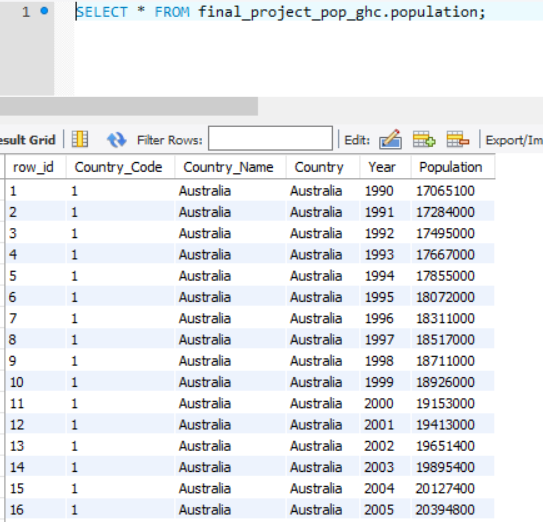 1 SELECT * FROM final_project_pop_ghc.population;
esult Grid Filter Rows: Edit: Export/Im
row_id Country_Code Country_Name Country Year Population
1 1 Australia Australia 1990 17065100
2 1 Australia Australia 1991 17284000
3 1 Australia Australia 1992 17495000
4 1 Australia Australia 1993 17667000
5 1 Australia Australia 1994 17855000
6 1 Australia Australia 1995 18072000
7 1 Australia Australia 1996 18311000
8 1 Australia Australia 1997 18517000
9 1 Australia Australia 1998 18711000
10 1 Australia Australia 1999 18926000
11 1 Australia Australia 2000 19153000
12 1 Australia Australia 2001 19413000
13 1 Australia Australia 2002 19651400
14 1 Australia Australia 2003 19895400
15 1 Australia Australia 2004 20127400
16 1 Australia Australia 2005 20394800